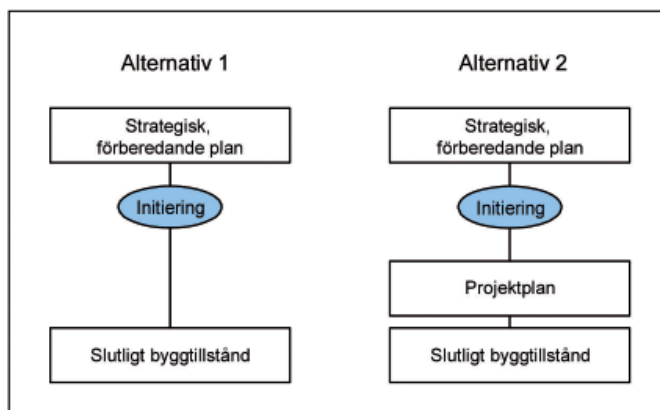 Alternativ 1
Strategisk,
förberedande plan
Initiering
Slutligt byggtillstånd
Alternativ 2
Strategisk,
förberedande plan
Initiering
Projektplan
Slutligt byggtillstånd